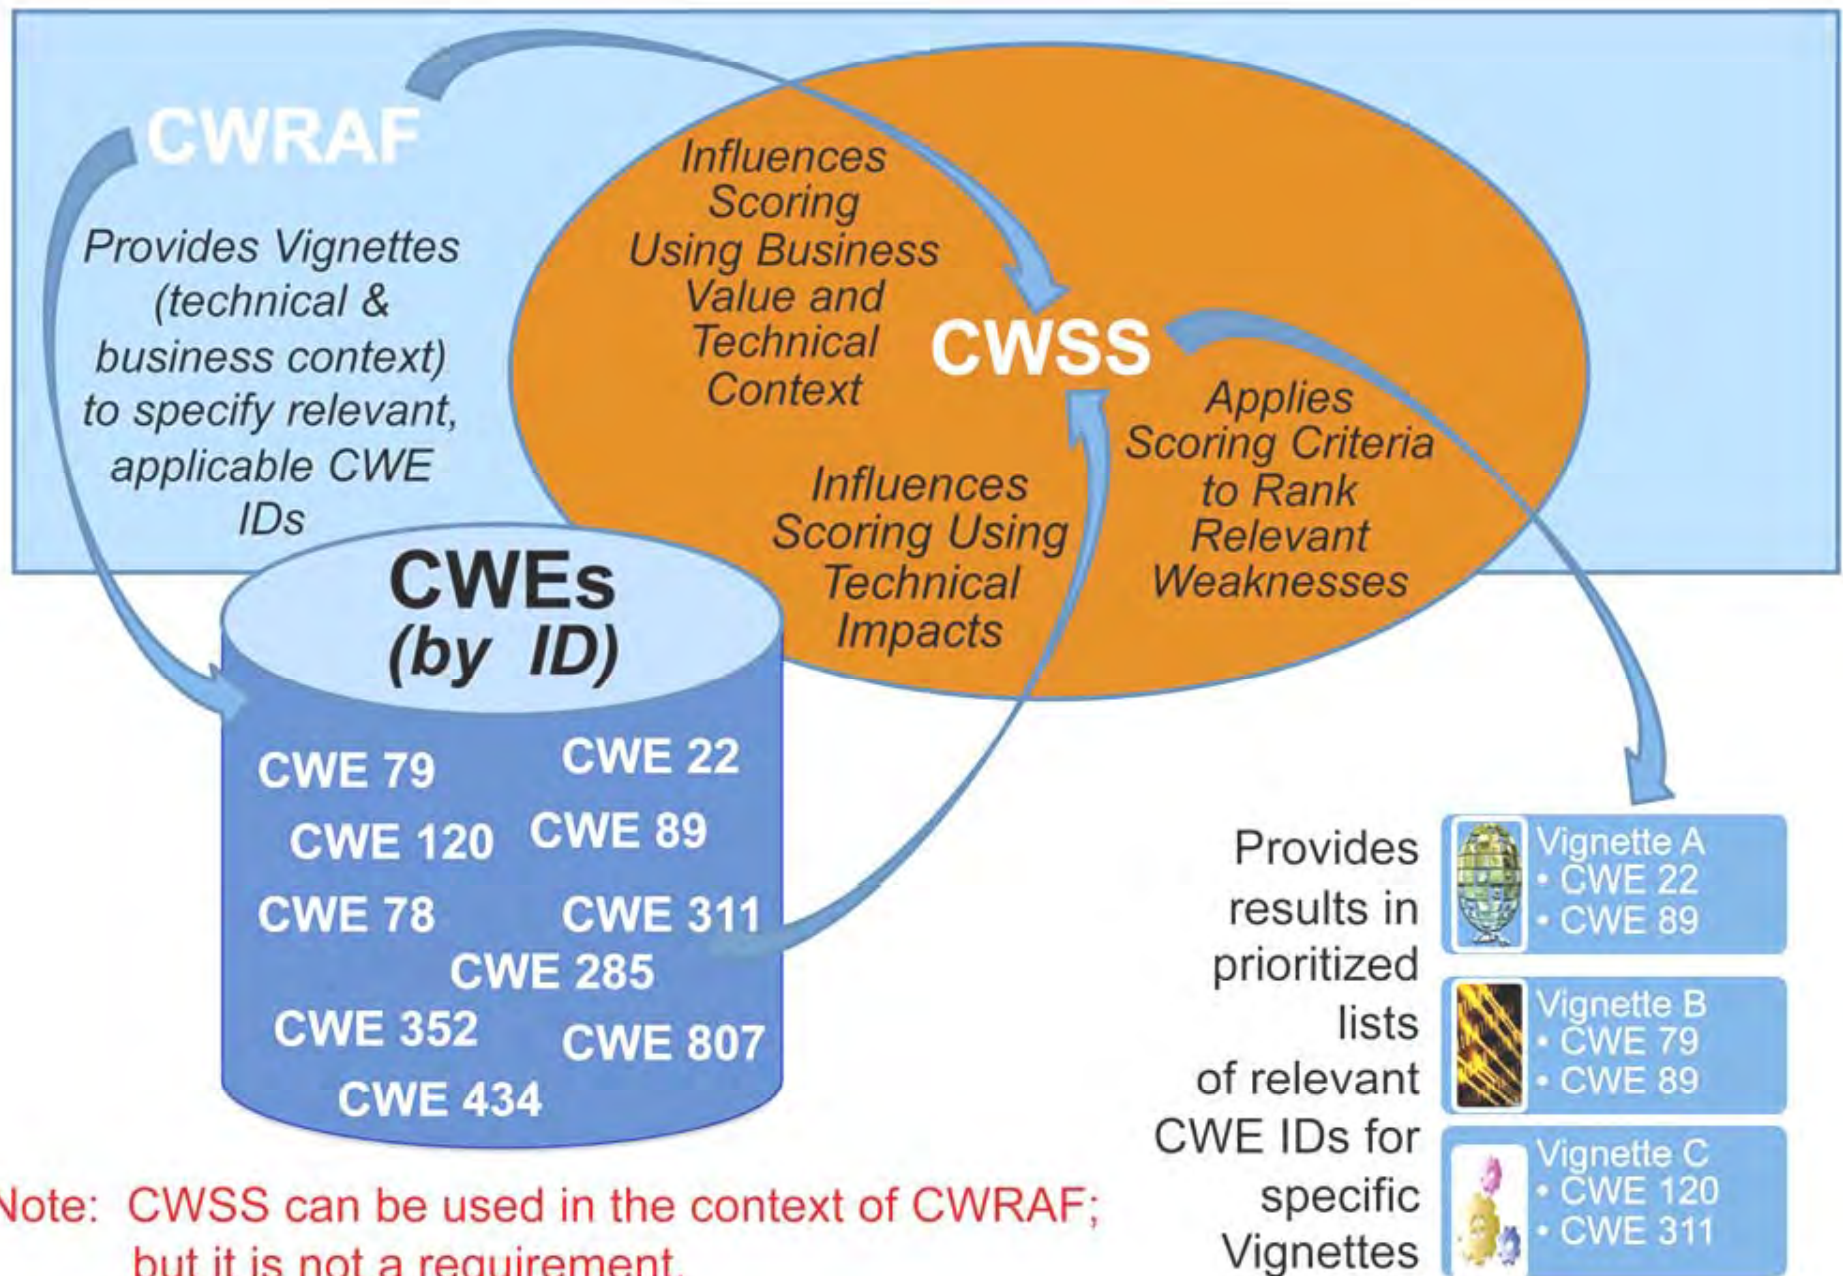 CWRAF
Provides Vignettes
(technical &
business context)
to specify relevant,
applicable CWE
IDs
Influences
Scoring
Using Business
Value and
Technical
Context
CWSS
Influences
Scoring Using
Technical
Impacts
Applies
Scoring Criteria
to Rank
Relevant
Weaknesses
CWEs
(by ID)
CWE 79
CWE 22
CWE 120
CWE 89
CWE 78
CWE 311
CWE 285
CWE 352
CWE 807
CWE 434
Provides
results in
prioritized
lists
of relevant
CWE IDs for
specific
Vignettes
Vignette A
• CWE 22
• CWE 89
Vignette B
• CWE 79
• CWE 89
Vignette C
• CWE 120
• CWE 311
Note: CWSS can be used in the context of CWRAF;
but it is not a requirement.